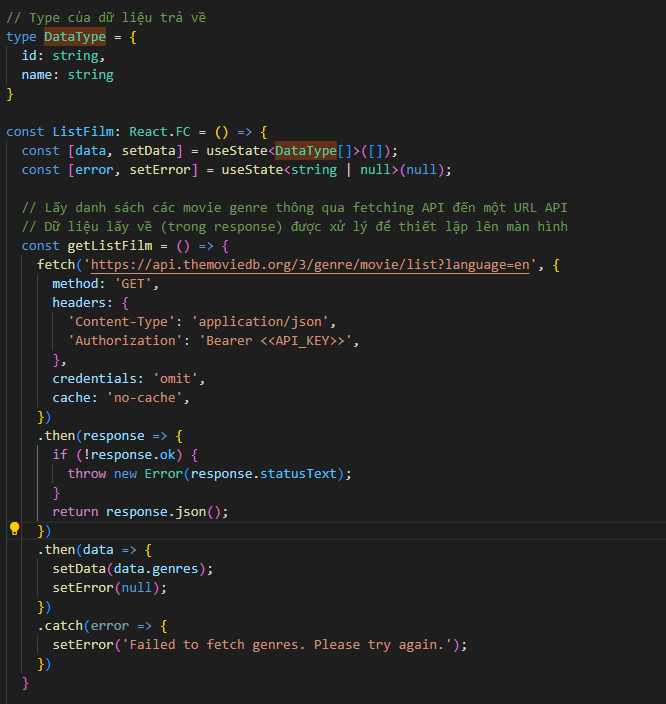 // Type của dữ liệu trả về
type DataType = {
  id: string,
  name: string
}

const ListFilm: React.FC = () => {
  const [data, setData] = useState<DataType[]>([]);
  const [error, setError] = useState<string | null>(null);

  // Lấy danh sách các movie genre thông qua fetching API đến một URL API
  // Dữ liệu lấy về (trong response) được xử lý để thiết lập lên màn hình
  const getListFilm = () => {
    fetch('https://api.themoviedb.org/3/genre/movie/list?language=en', {
      method: 'GET',
      headers: {
        'Content-Type': 'application/json',
        'Authorization': 'Bearer <<API_KEY>>',
      },
      credentials: 'omit',
      cache: 'no-cache',
    })
    .then(response => {
      if (!response.ok) {
        throw new Error(response.statusText);
      }
      return response.json();
    })
    .then(data => {
      setData(data.genres);
      setError(null);
    })
    .catch(error => {
      setError('Failed to fetch genres. Please try again.');
    })
  }